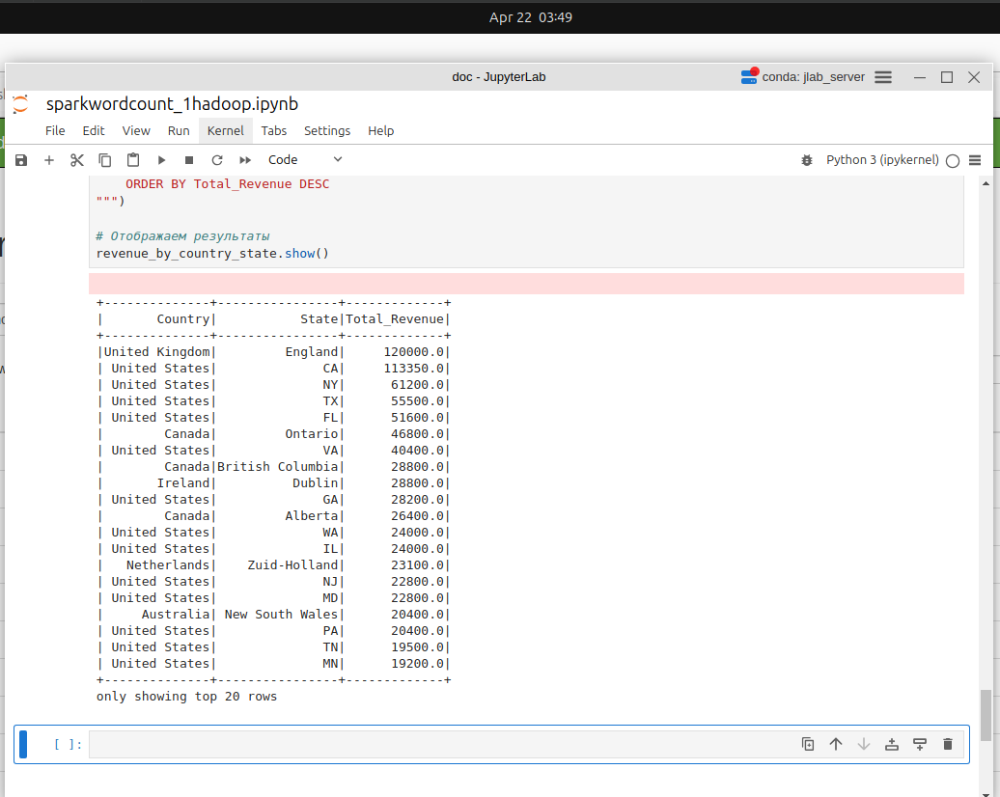 Apr 22 03:49
doc - JupyterLab
conda: jlab_server
sparkwordcount_1hadoop.ipynb
File Edit View Run Kernel Tabs Settings Help
Code
Python 3 (ipykernel)
    ORDER BY Total_Revenue DESC
""")
# Отображаем результаты
revenue_by_country_state.show()
+--------------+----------------+-------------+
|       Country|           State|Total_Revenue|
+--------------+----------------+-------------+
|United Kingdom|         England|     120000.0|
| United States|              CA|     113350.0|
| United States|              NY|      61200.0|
| United States|              TX|      55500.0|
| United States|              FL|      51600.0|
|        Canada|         Ontario|      46800.0|
| United States|              VA|      40400.0|
|        Canada|British Columbia|      28800.0|
|       Ireland|          Dublin|      28800.0|
| United States|              GA|      28200.0|
|        Canada|         Alberta|      26400.0|
| United States|              WA|      24000.0|
| United States|              IL|      24000.0|
|   Netherlands|    Zuid-Holland|      23100.0|
| United States|              NJ|      22800.0|
| United States|              MD|      22800.0|
|     Australia| New South Wales|      20400.0|
| United States|              PA|      20400.0|
| United States|              TN|      19500.0|
| United States|              MN|      19200.0|
+--------------+----------------+-------------+
only showing top 20 rows
[ ]: